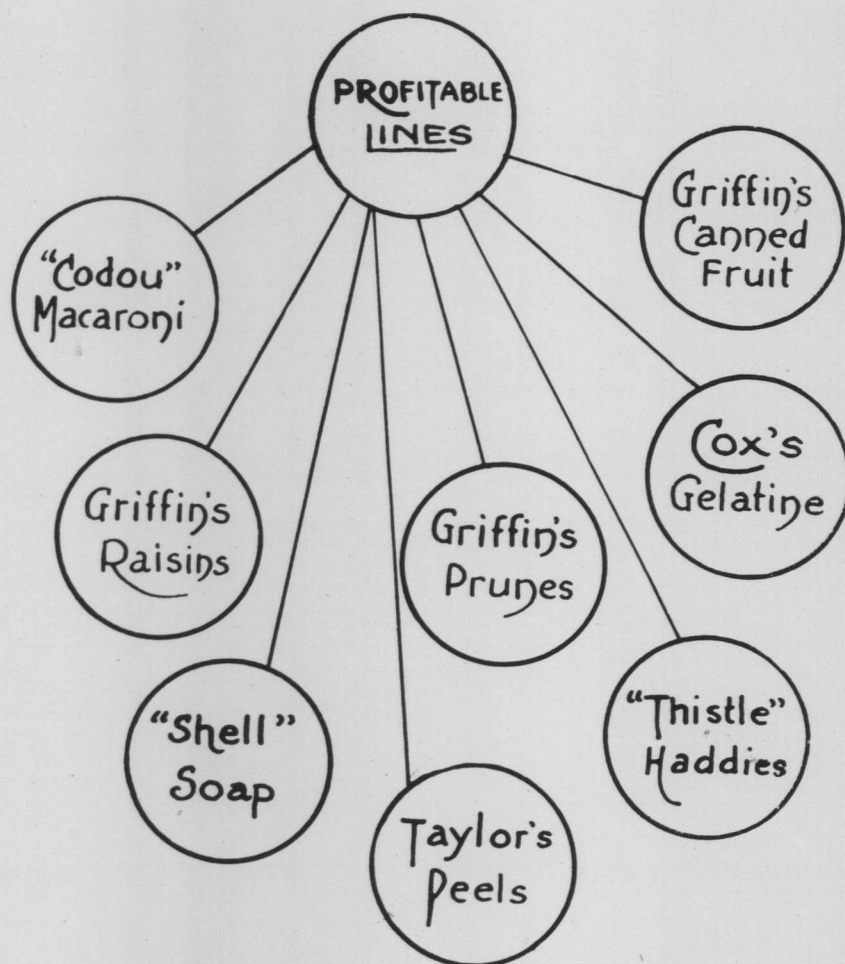 PROFITABLE
LINES
Griffin's
Canned
Fruit
"Codou"
Macaroni
Cox's
Gelatine
Griffin's
Raisins
Griffin's
Prunes
"Shell"
Soap
"Thistle"
Haddies
Taylor's
Peels